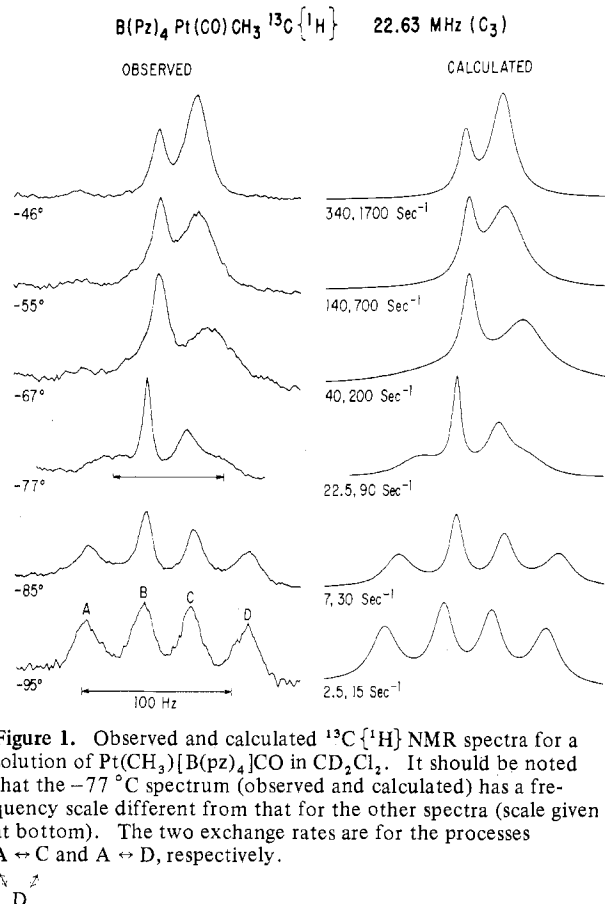 B(Pz)₄ Pt(CO)CH₃ ¹³C{¹H} 22.63 MHz (C₃)
OBSERVED
CALCULATED
-46°
340, 1700 Sec⁻¹
-55°
140, 700 Sec⁻¹
-67°
40, 200 Sec⁻¹
-77°
22.5, 90 Sec⁻¹
-85°
7, 30 Sec⁻¹
A B C D
-95°
100 Hz
2.5, 15 Sec⁻¹
Figure 1. Observed and calculated ¹³C{¹H} NMR spectra for a
solution of Pt(CH₃)[B(pz)₄]CO in CD₂Cl₂. It should be noted
that the −77 °C spectrum (observed and calculated) has a fre-
quency scale different from that for the other spectra (scale given
at bottom). The two exchange rates are for the processes
A ↔ C and A ↔ D, respectively.
D